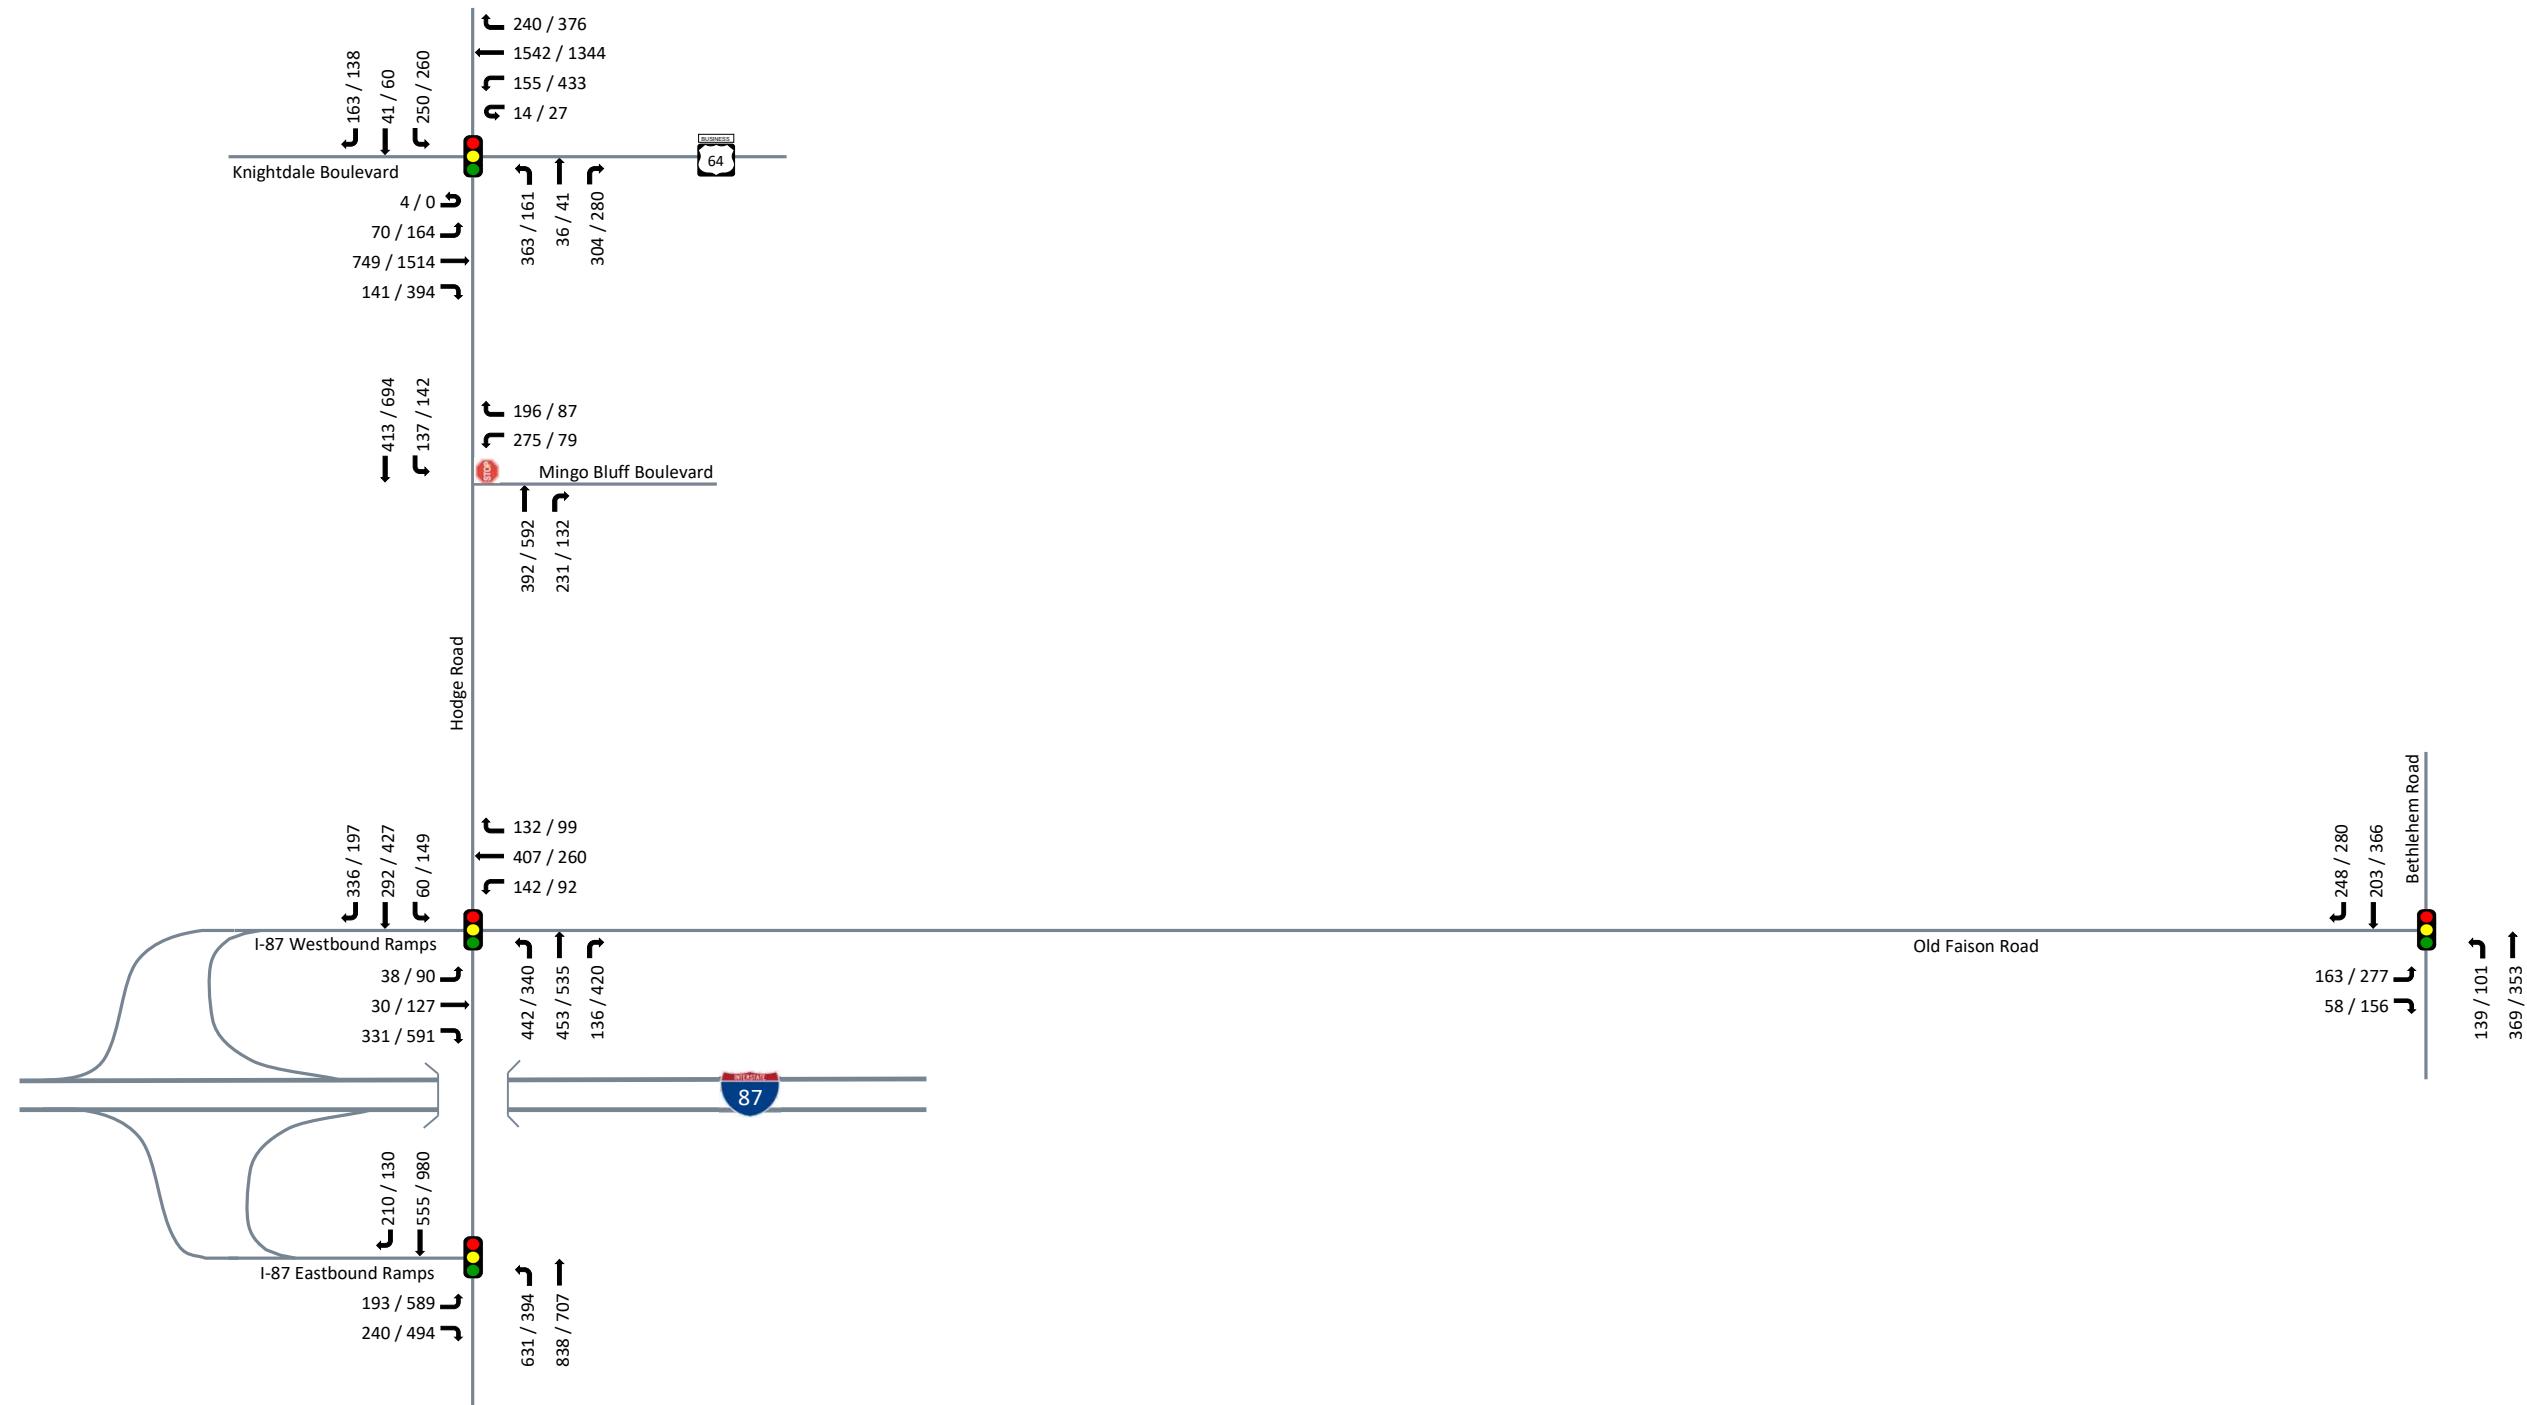 240 / 376
1542 / 1344
155 / 433
14 / 27
163 / 138
41 / 60
250 / 260
BUSINESS
64
Knightdale Boulevard
4 / 0
70 / 164
749 / 1514
141 / 394
363 / 161
36 / 41
304 / 280
413 / 694
137 / 142
196 / 87
275 / 79
STOP
Mingo Bluff Boulevard
392 / 592
231 / 132
Hodge Road
132 / 99
407 / 260
142 / 92
336 / 197
292 / 427
60 / 149
I-87 Westbound Ramps
38 / 90
30 / 127
331 / 591
442 / 340
453 / 535
136 / 420
Old Faison Road
Bethlehem Road
248 / 280
203 / 366
163 / 277
58 / 156
139 / 101
369 / 353
INTERSTATE
87
210 / 130
555 / 980
I-87 Eastbound Ramps
193 / 589
240 / 494
631 / 394
838 / 707